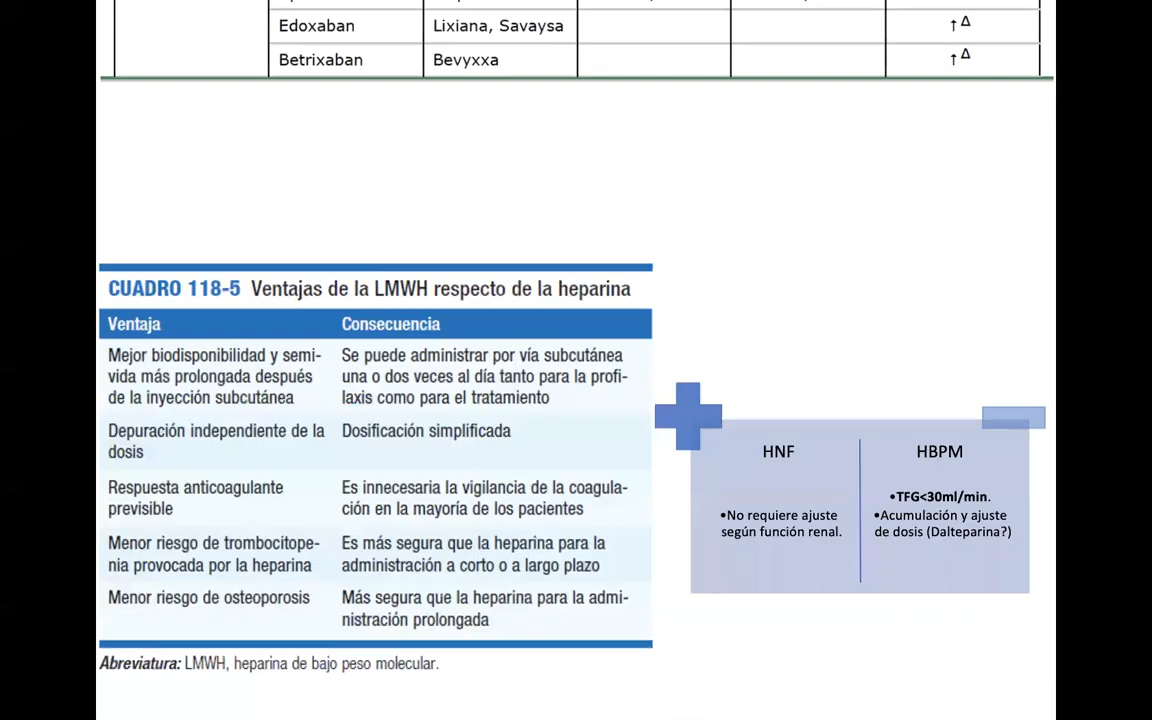 Edoxaban Lixiana, Savaysa ↑Δ
Betrixaban Bevyxxa ↑Δ
CUADRO 118-5 Ventajas de la LMWH respecto de la heparina
Ventaja Consecuencia
Mejor biodisponibilidad y semi- Se puede administrar por vía subcutánea
vida más prolongada después una o dos veces al día tanto para la profi-
de la inyección subcutánea laxis como para el tratamiento
Depuración independiente de la Dosificación simplificada
dosis
Respuesta anticoagulante Es innecesaria la vigilancia de la coagula-
previsible ción en la mayoría de los pacientes
Menor riesgo de trombocitope- Es más segura que la heparina para la
nia provocada por la heparina administración a corto o a largo plazo
Menor riesgo de osteoporosis Más segura que la heparina para la admi-
nistración prolongada
Abreviatura: LMWH, heparina de bajo peso molecular.
HNF
•No requiere ajuste
según función renal.
HBPM
•TFG<30ml/min.
•Acumulación y ajuste
de dosis (Dalteparina?)